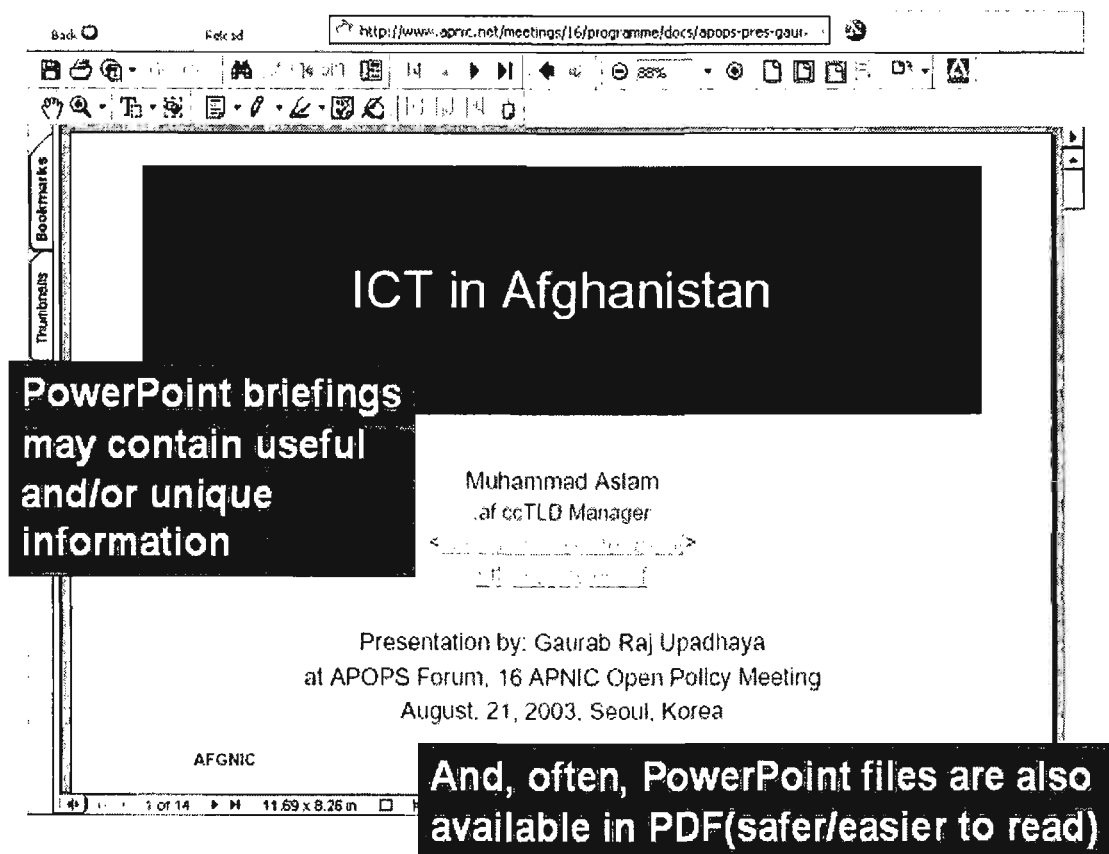 Back
Reload
http://www.apnic.net/meetings/16/programme/docs/apops-pres-gaur
88%
Bookmarks
Thumbnails
ICT in Afghanistan
PowerPoint briefings
may contain useful
and/or unique
information
Muhammad Aslam
.af ccTLD Manager
Presentation by: Gaurab Raj Upadhaya
at APOPS Forum, 16 APNIC Open Policy Meeting
August, 21, 2003, Seoul, Korea
AFGNIC
1 of 14
11.69 x 8.26 in
And, often, PowerPoint files are also
available in PDF(safer/easier to read)